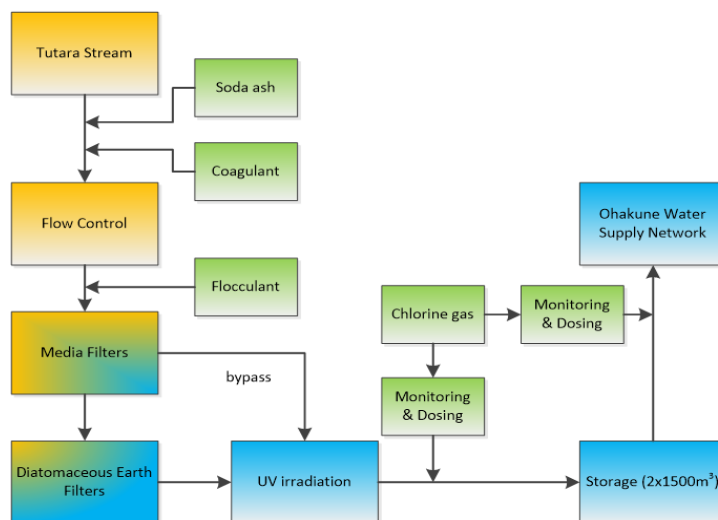 Tutara Stream
Soda ash
Coagulant
Flow Control
Ohakune Water
Supply Network
Flocculant
Chlorine gas
Monitoring
& Dosing
Media Filters
bypass
Monitoring
& Dosing
Diatomaceous Earth
Filters
UV irradiation
Storage (2x1500m³)